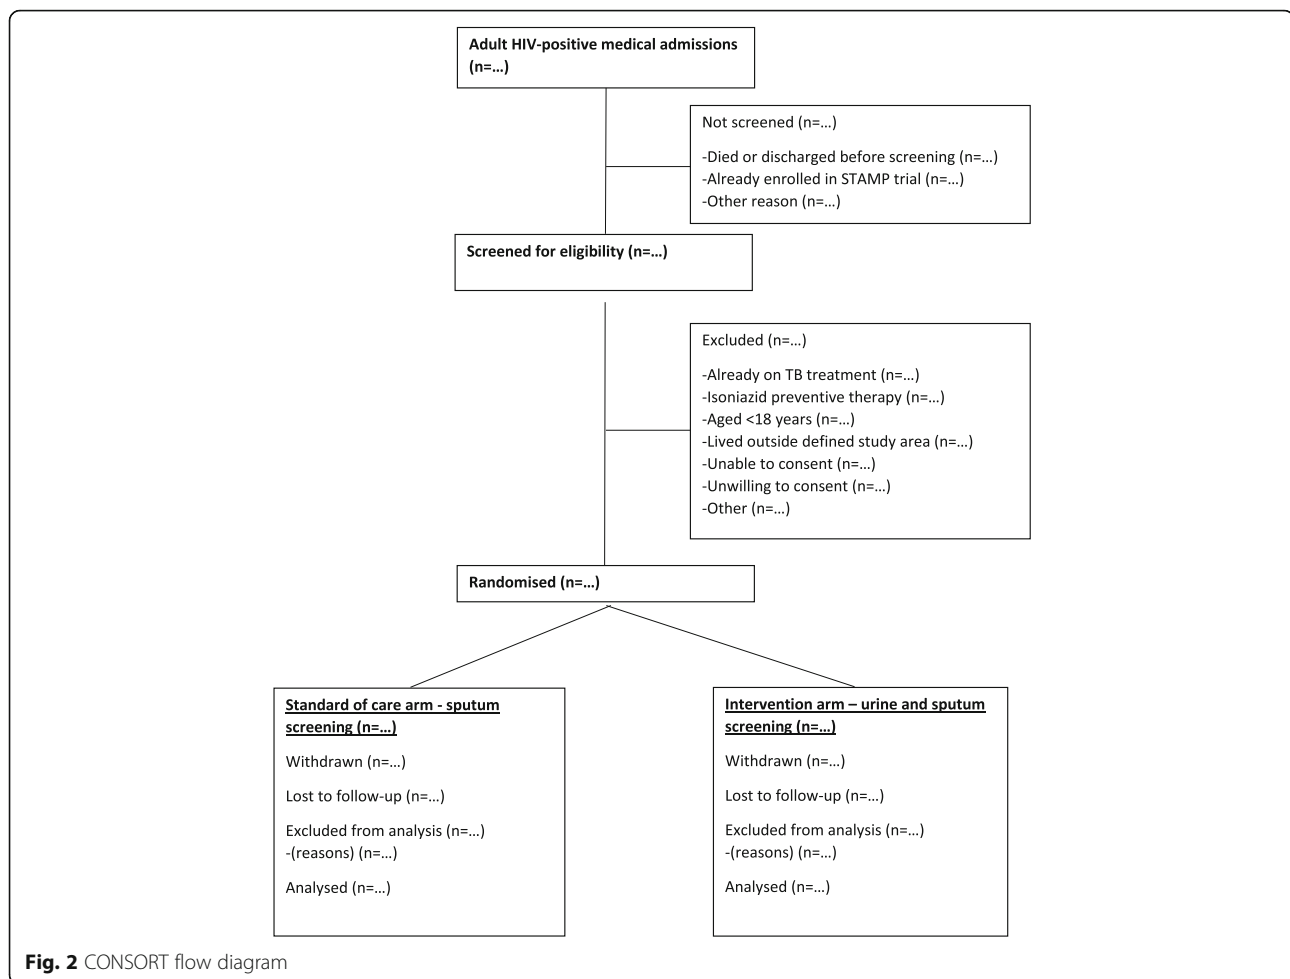 Adult HIV-positive medical admissions
(n=...)
Not screened (n=...)
-Died or discharged before screening (n=...)
-Already enrolled in STAMP trial (n=...)
-Other reason (n=...)
Screened for eligibility (n=...)
Excluded (n=...)
-Already on TB treatment (n=...)
-Isoniazid preventive therapy (n=...)
-Aged <18 years (n=...)
-Lived outside defined study area (n=...)
-Unable to consent (n=...)
-Unwilling to consent (n=...)
-Other (n=...)
Randomised (n=...)
Standard of care arm - sputum
screening (n=...)
Withdrawn (n=...)
Lost to follow-up (n=...)
Excluded from analysis (n=...)
-(reasons) (n=...)
Analysed (n=...)
Intervention arm – urine and sputum
screening (n=...)
Withdrawn (n=...)
Lost to follow-up (n=...)
Excluded from analysis (n=...)
-(reasons) (n=...)
Analysed (n=...)
Fig. 2 CONSORT flow diagram